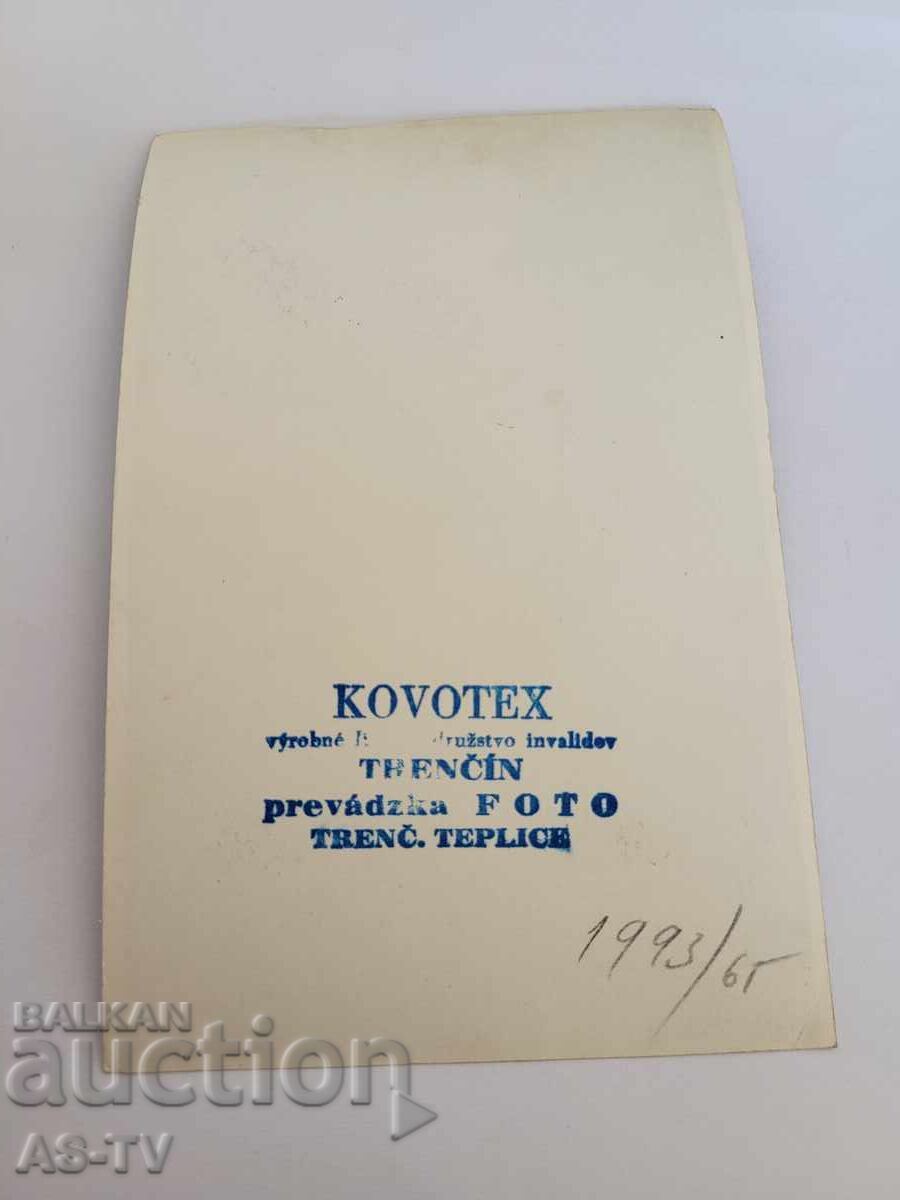 KOVOTEX
výrobné družstvo invalidov
TRENČÍN
prevádzka FOTO
TRENČ. TEPLICE
1993/65
BALKAN
auction
AS-TV